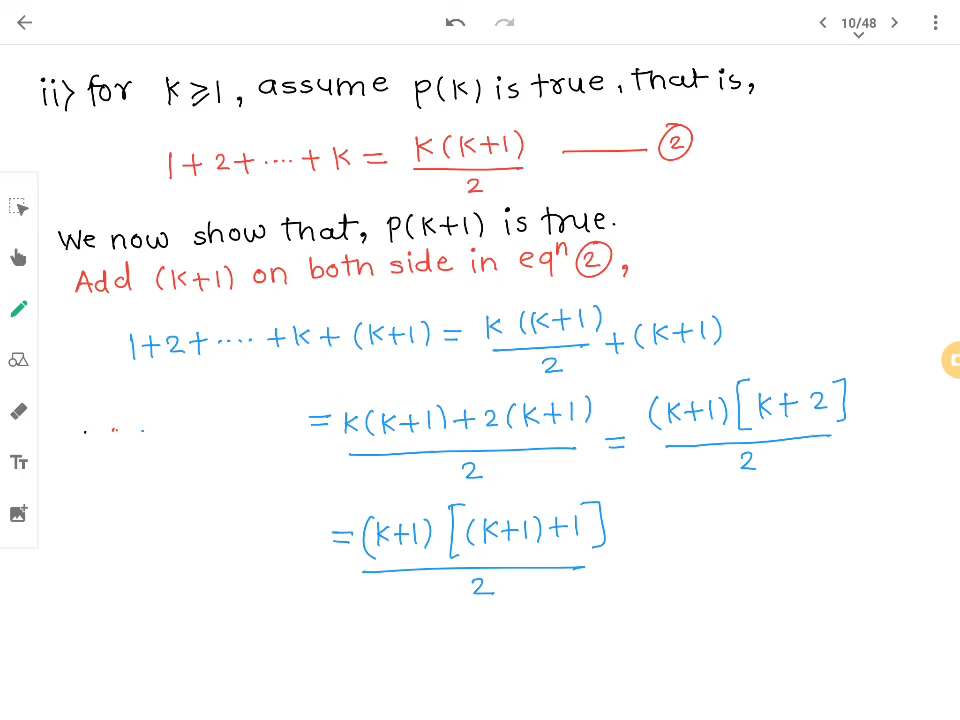 10/48
ii) for K ⩾ 1, assume P(K) is true, that is,
1 + 2 + .... + K = K(K+1)/2 —— ②
We now show that, P(K+1) is true.
Add (K+1) on both side in eqⁿ ②,
1 + 2 + .... + K + (K+1) = K(K+1)/2 + (K+1)
= K(K+1) + 2(K+1)/2 = (K+1)[K+2]/2
= (K+1)[(K+1)+1]/2
Tт